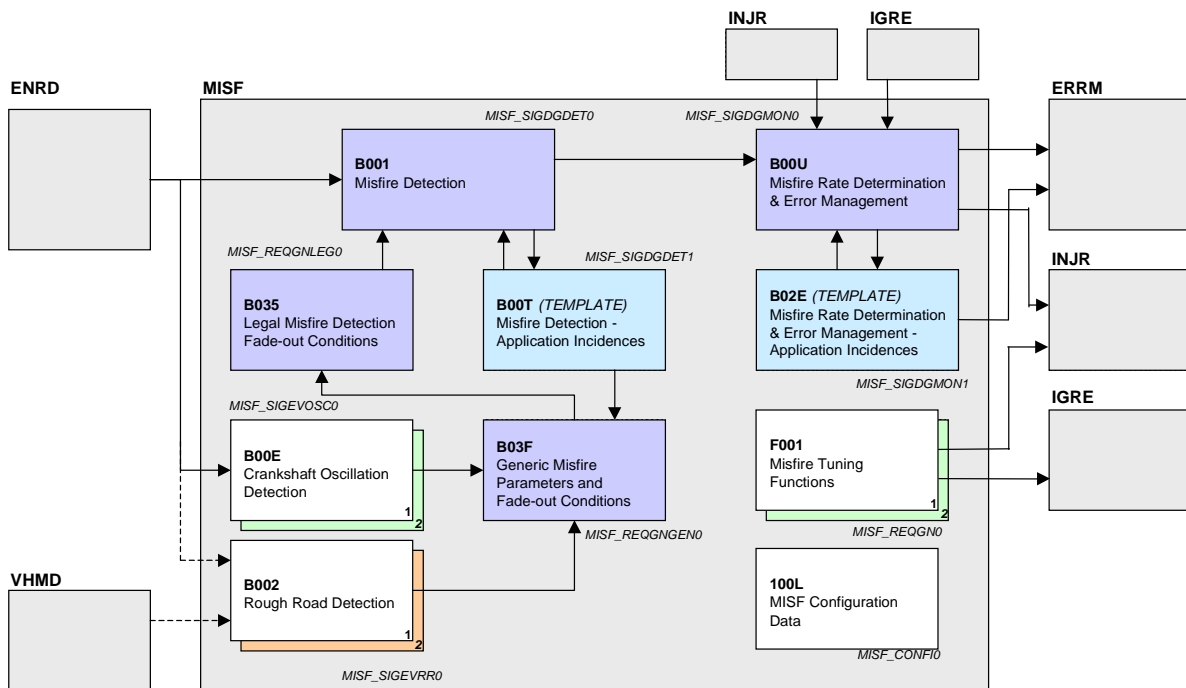 INJR
IGRE
ENRD
MISF
ERRM
MISF_SIGDGDET0
MISF_SIGDGMON0
B001
Misfire Detection
B00U
Misfire Rate Determination
& Error Management
MISF_REQGNLEG0
MISF_SIGDGDET1
INJR
B035
Legal Misfire Detection
Fade-out Conditions
B00T (TEMPLATE)
Misfire Detection -
Application Incidences
B02E (TEMPLATE)
Misfire Rate Determination
& Error Management -
Application Incidences
MISF_SIGDGMON1
IGRE
MISF_SIGEVOSC0
B00E
Crankshaft Oscillation
Detection
1
2
B03F
Generic Misfire
Parameters and
Fade-out Conditions
F001
Misfire Tuning
Functions
1
2
MISF_REQGNGEN0
MISF_REQGN0
VHMD
B002
Rough Road Detection
1
2
100L
MISF Configuration
Data
MISF_CONFI0
MISF_SIGEVRR0